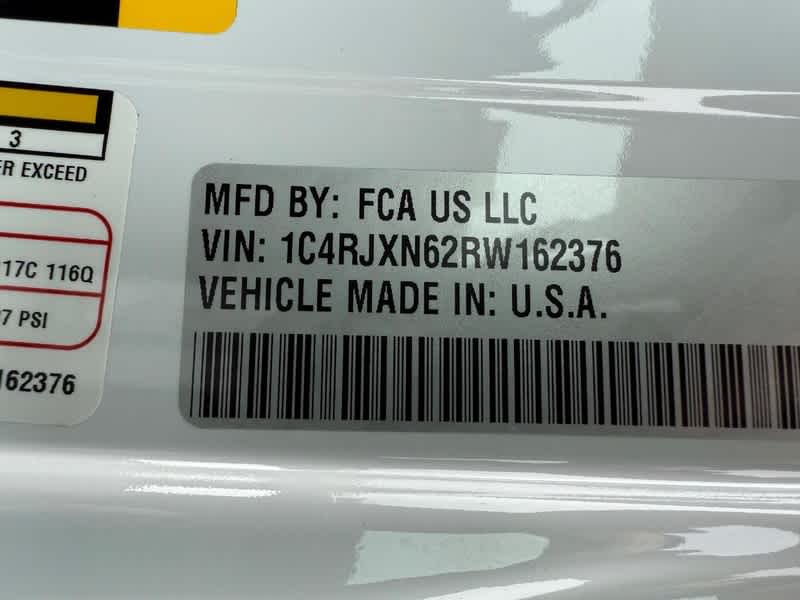 3
ER EXCEED
MFD BY: FCA US LLC
VIN: 1C4RJXN62RW162376
VEHICLE MADE IN: U.S.A.
17C 116Q
7 PSI
162376